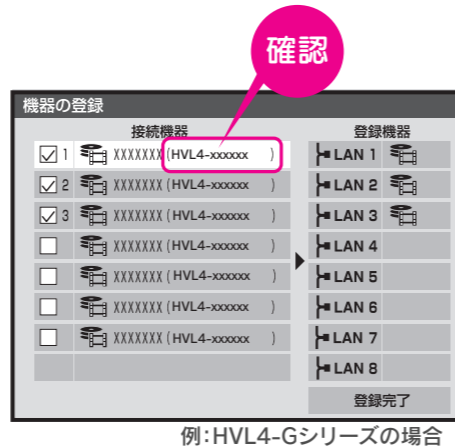 確認
機器の登録
接続機器 登録機器
1 XXXXXXX (HVL4-xxxxxx ) LAN 1
2 XXXXXXX (HVL4-xxxxxx ) LAN 2
3 XXXXXXX (HVL4-xxxxxx ) LAN 3
XXXXXXX (HVL4-xxxxxx ) LAN 4
XXXXXXX (HVL4-xxxxxx ) LAN 5
XXXXXXX (HVL4-xxxxxx ) LAN 6
XXXXXXX (HVL4-xxxxxx ) LAN 7
LAN 8
登録完了
例:HVL4-Gシリーズの場合